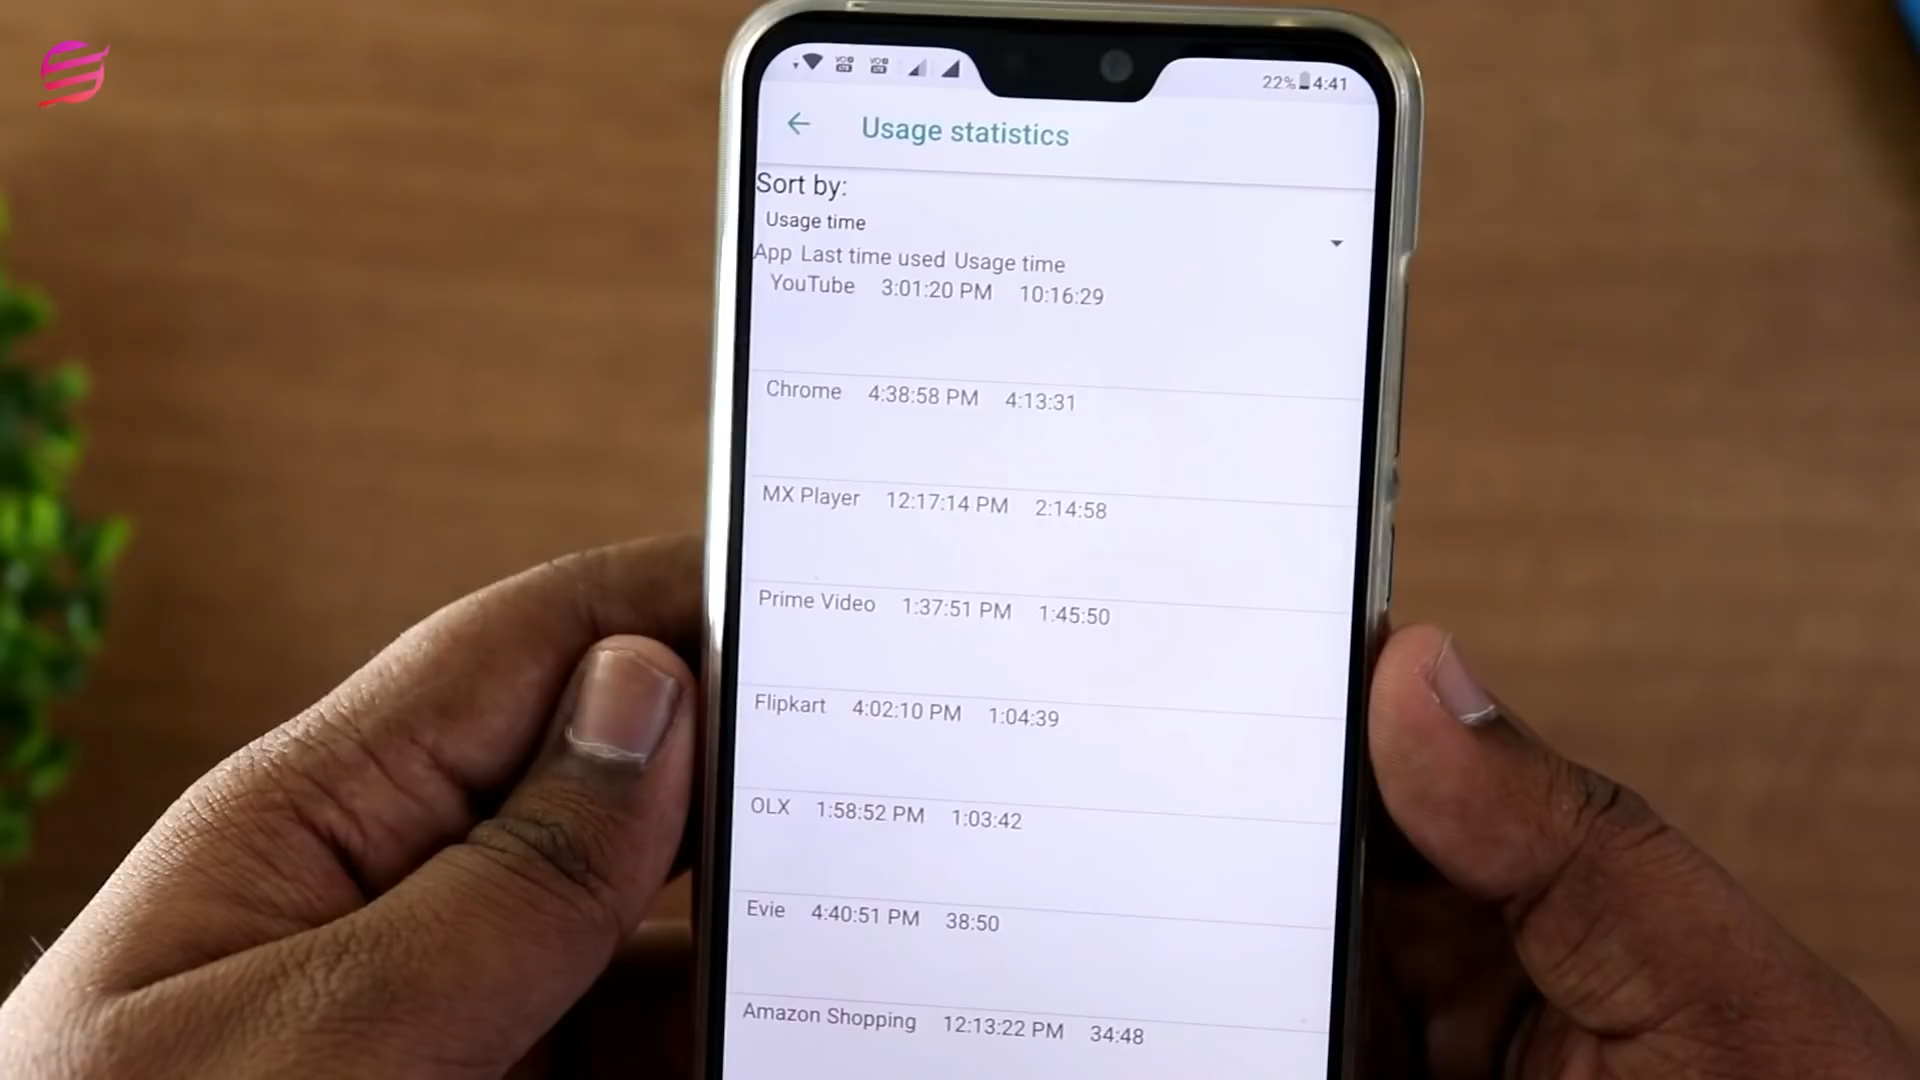 22% 4:41
Usage statistics
Sort by:
Usage time
App Last time used Usage time
YouTube 3:01:20 PM 10:16:29
Chrome 4:38:58 PM 4:13:31
MX Player 12:17:14 PM 2:14:58
Prime Video 1:37:51 PM 1:45:50
Flipkart 4:02:10 PM 1:04:39
OLX 1:58:52 PM 1:03:42
Evie 4:40:51 PM 38:50
Amazon Shopping 12:13:22 PM 34:48